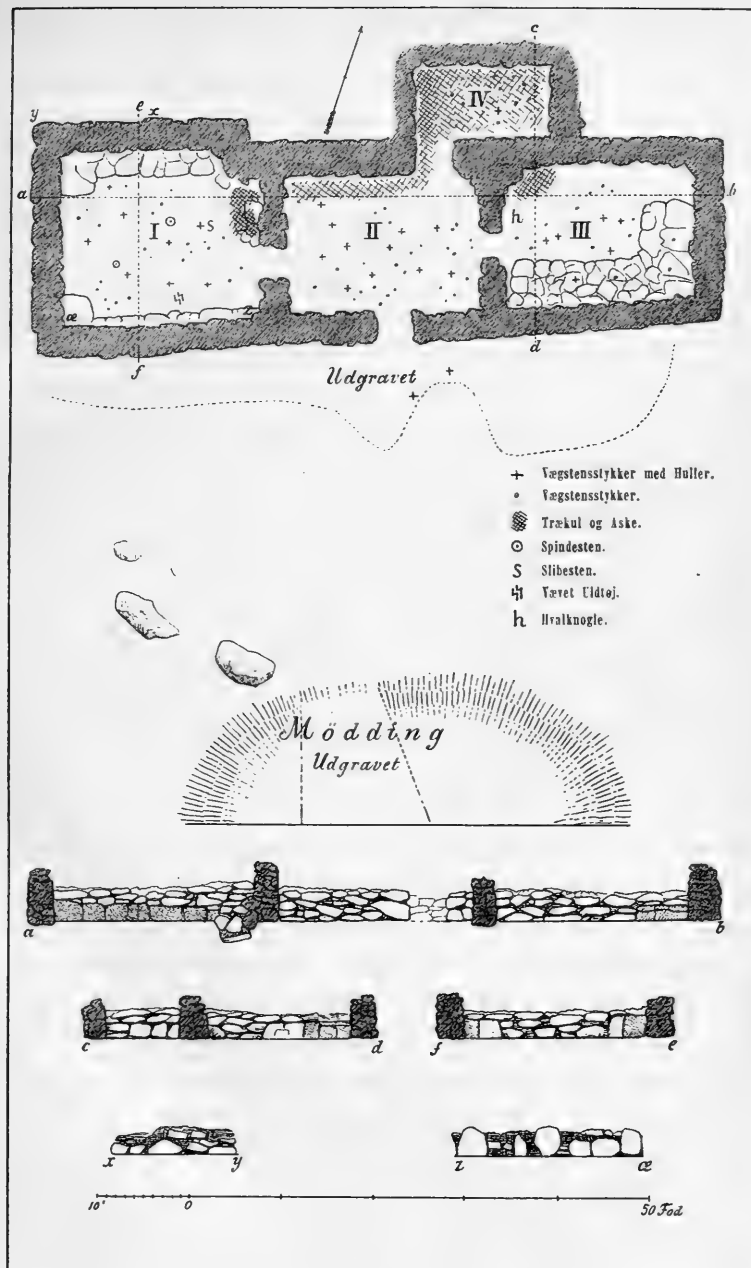 c
e
x
y
IV
a
b
S
h
I
II
III
æ
z
f
d
Udgravet
+ Vægstensstykker med Huller.
• Vægstensstykker.
Trækul og Aske.
⊙ Spindesten.
S Slibesten.
Vævet Uldtøj.
h Hvalknogle.
Mödding
Udgravet
a
b
c
d
f
e
x
y
z
æ
10'
0
50 Fod